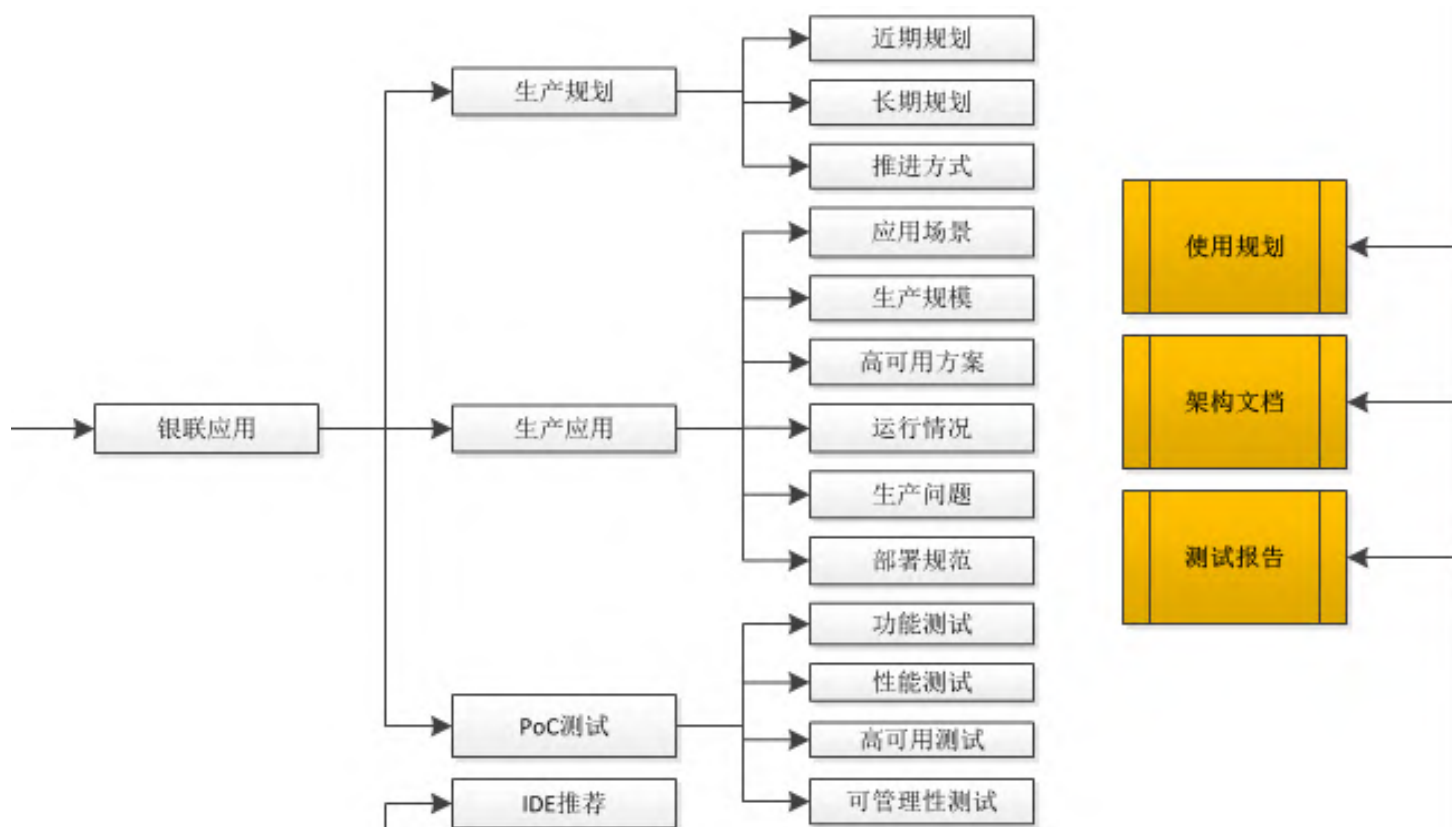 近期规划
生产规划
长期规划
推进方式
应用场景
使用规划
生产规模
高可用方案
架构文档
银联应用
生产应用
运行情况
生产问题
部署规范
测试报告
功能测试
性能测试
PoC测试
高可用测试
IDE推荐
可管理性测试